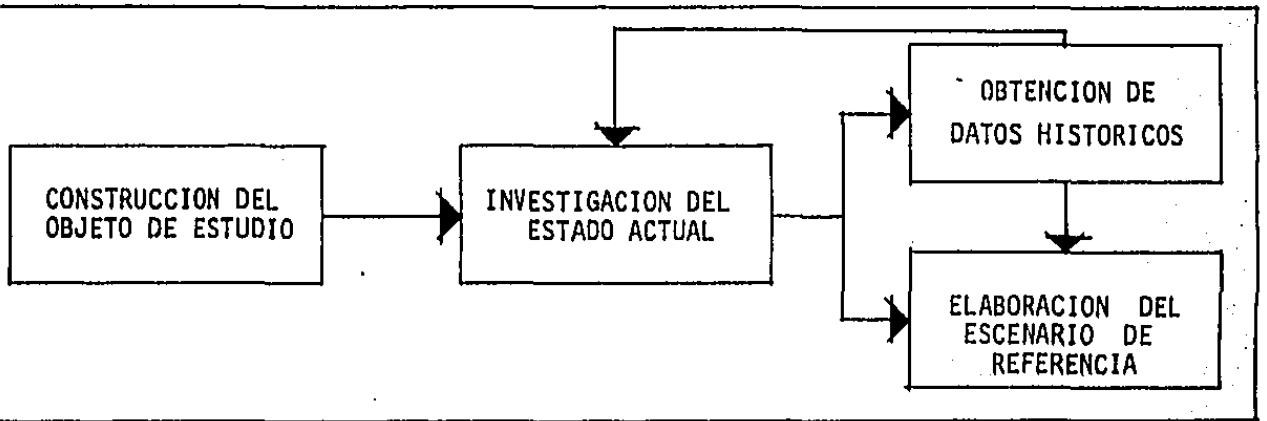 CONSTRUCCION DEL
OBJETO DE ESTUDIO
INVESTIGACION DEL
ESTADO ACTUAL
OBTENCION DE
DATOS HISTORICOS
ELABORACION DEL
ESCENARIO DE
REFERENCIA